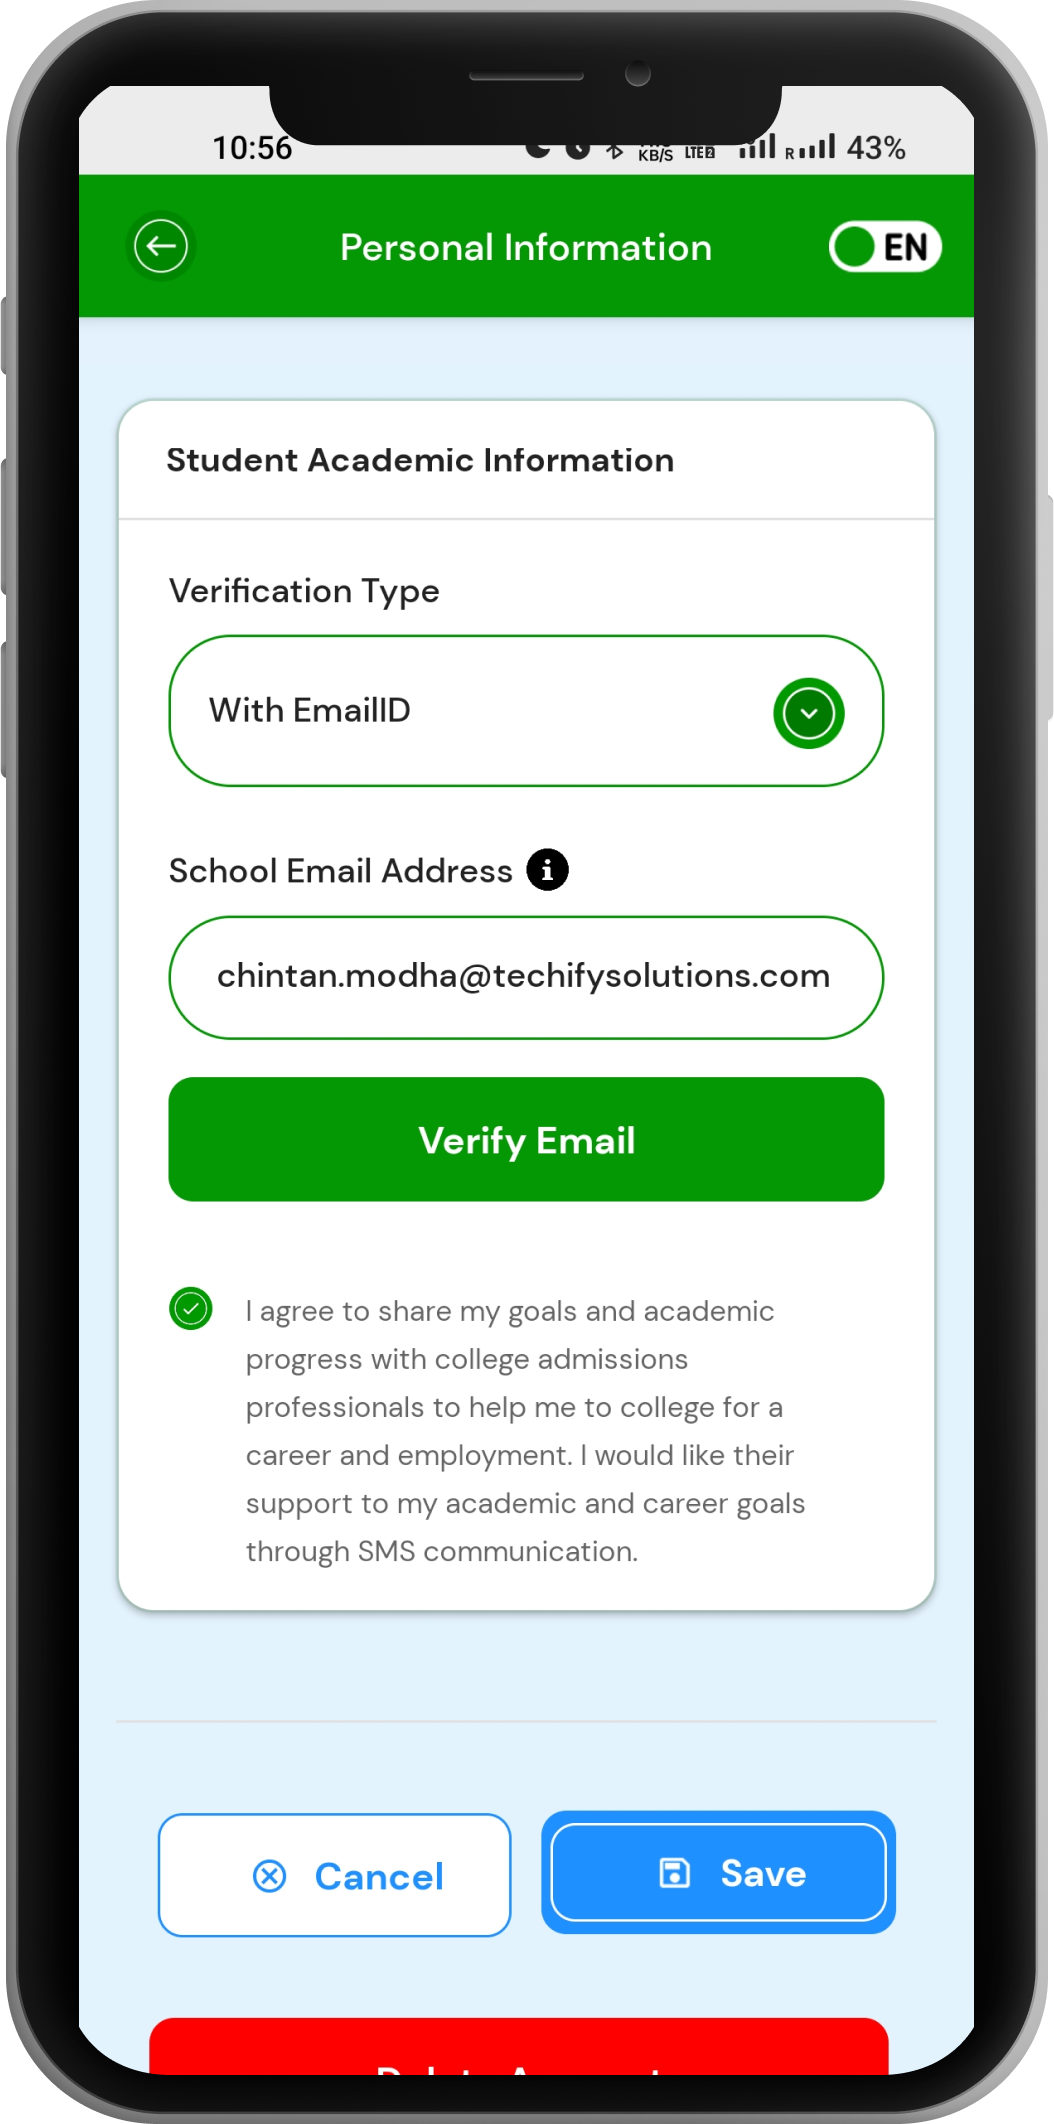 10:56
KB/S LTE 2 R 43%
Personal Information
EN
Student Academic Information
Verification Type
With EmailID
School Email Address i
chintan.modha@techifysolutions.com
Verify Email
I agree to share my goals and academic
progress with college admissions
professionals to help me to college for a
career and employment. I would like their
support to my academic and career goals
through SMS communication.
Cancel
Save